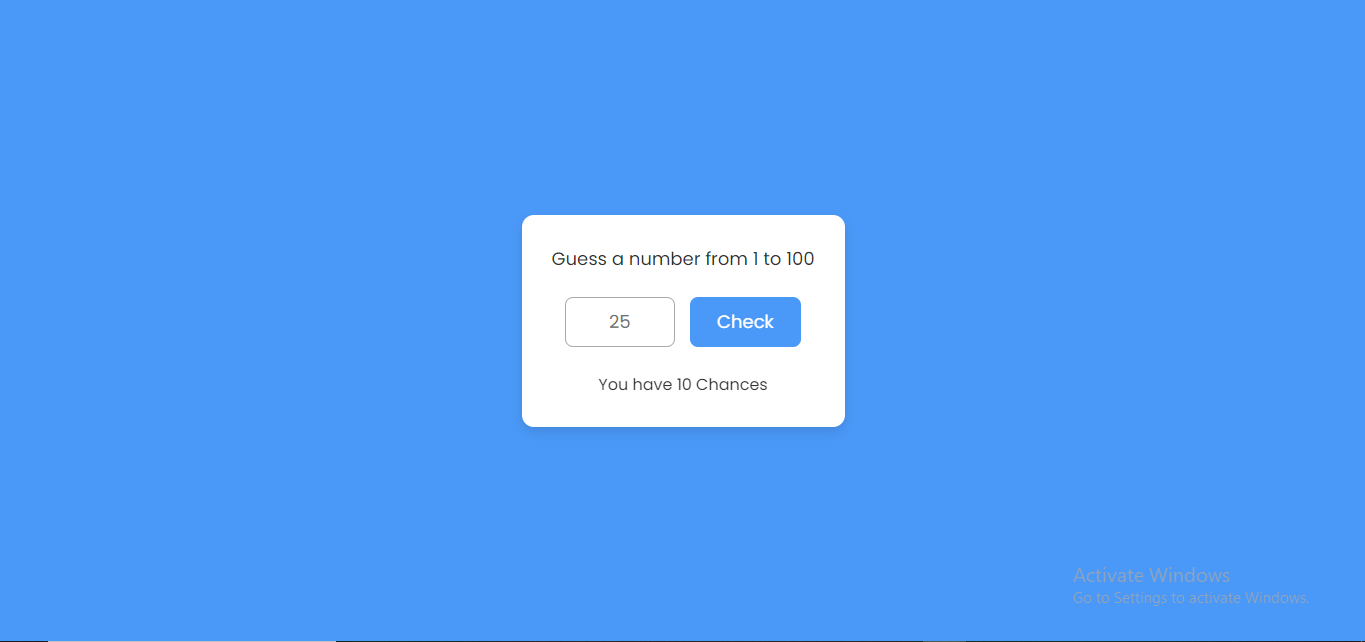 Guess a number from 1 to 100
25
Check
You have 10 Chances
Activate Windows
Go to Settings to activate Windows.